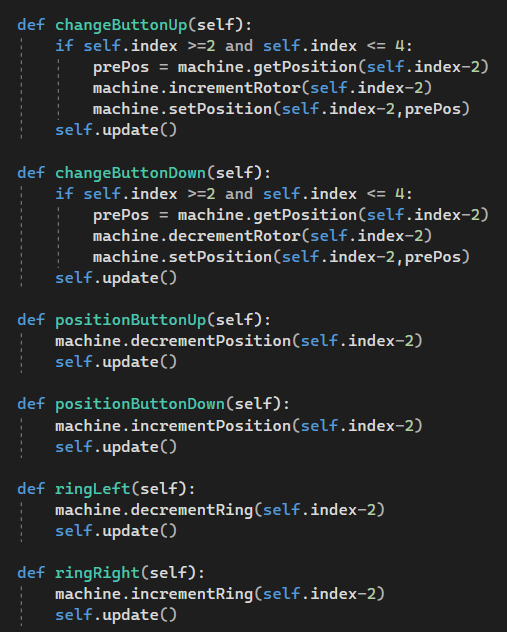 def changeButtonUp(self):
    if self.index >=2 and self.index <= 4:
        prePos = machine.getPosition(self.index-2)
        machine.incrementRotor(self.index-2)
        machine.setPosition(self.index-2,prePos)
    self.update()

def changeButtonDown(self):
    if self.index >=2 and self.index <= 4:
        prePos = machine.getPosition(self.index-2)
        machine.decrementRotor(self.index-2)
        machine.setPosition(self.index-2,prePos)
    self.update()

def positionButtonUp(self):
    machine.decrementPosition(self.index-2)
    self.update()

def positionButtonDown(self):
    machine.incrementPosition(self.index-2)
    self.update()

def ringLeft(self):
    machine.decrementRing(self.index-2)
    self.update()

def ringRight(self):
    machine.incrementRing(self.index-2)
    self.update()